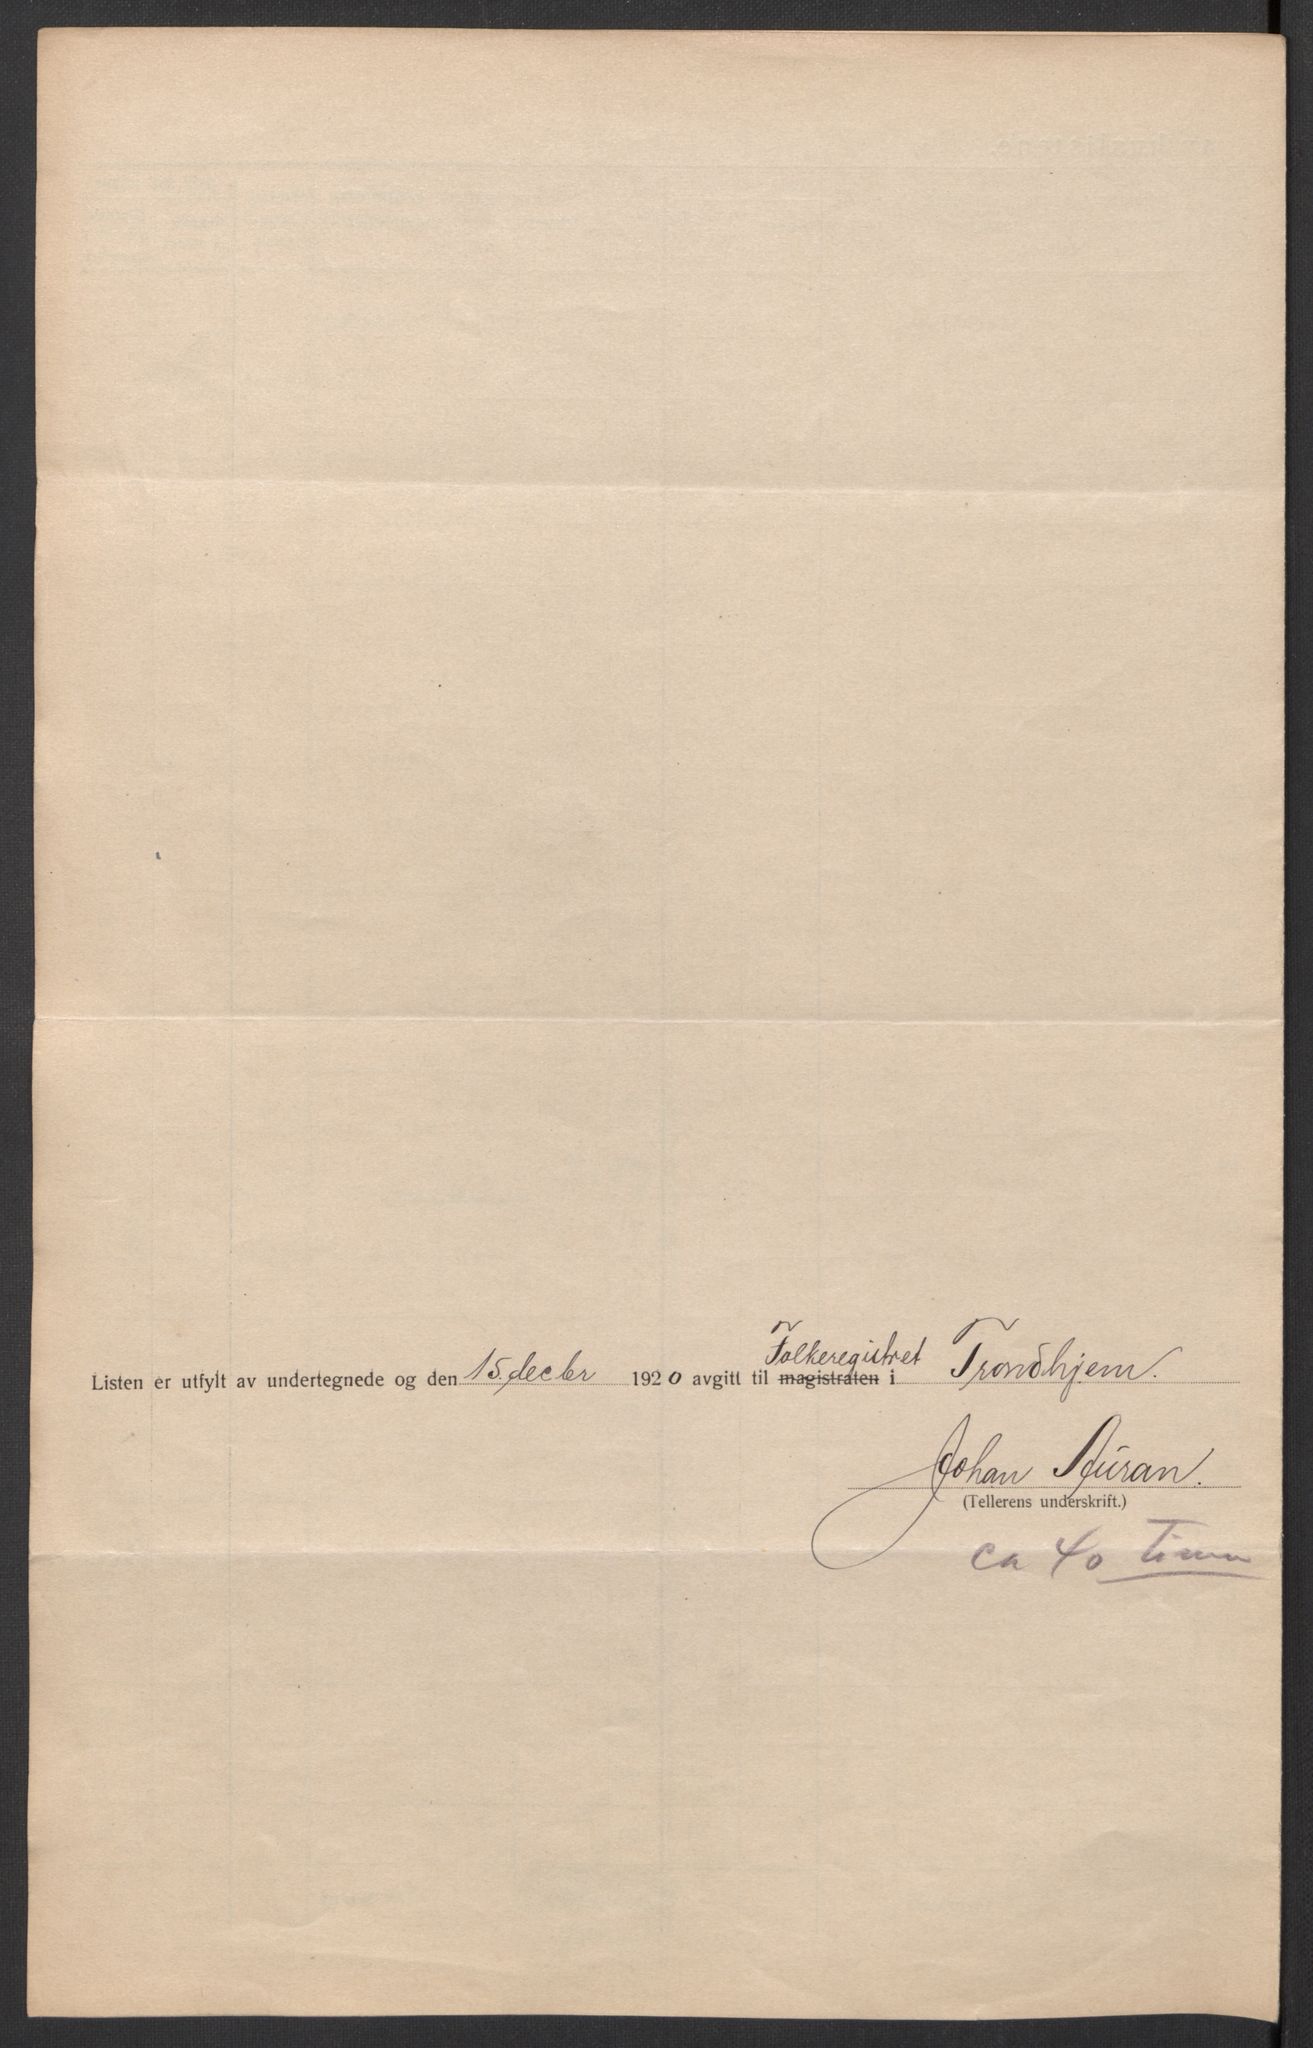 Listen er utfylt av undertegnede og den 15. decbr 1920 avgitt til magistraten Folkeregistret i Trondhjem.
Johan
(Tellerens underskrift.)
ca 40 timer